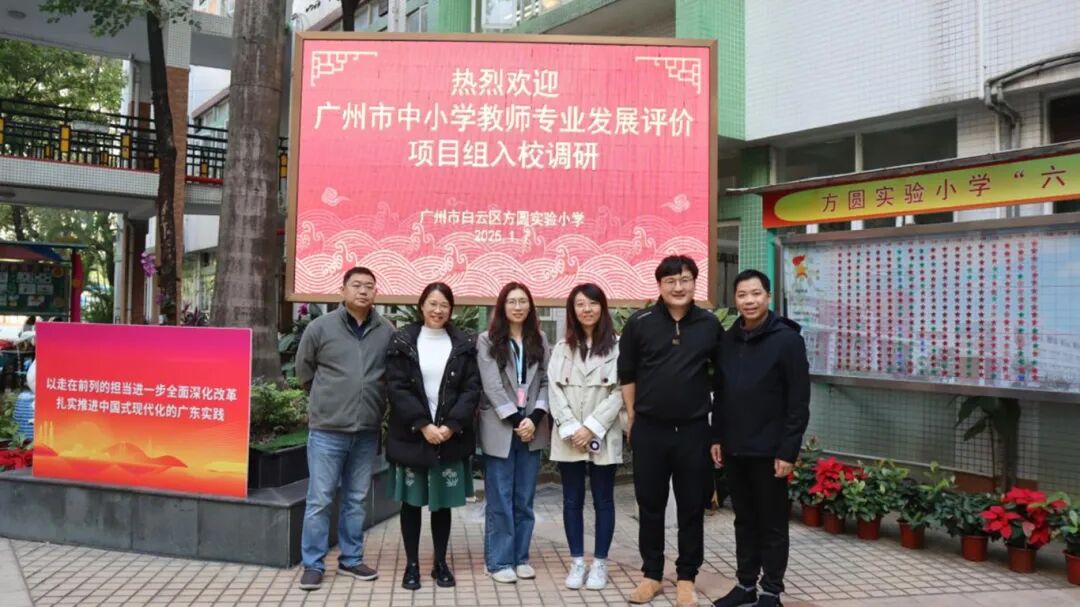 热烈欢迎
广州市中小学教师专业发展评价
项目组入校调研
广州市白云区方圆实验小学
2025.1.7
方圆实验小学“六
以走在前列的担当进一步全面深化改革
扎实推进中国式现代化的广东实践